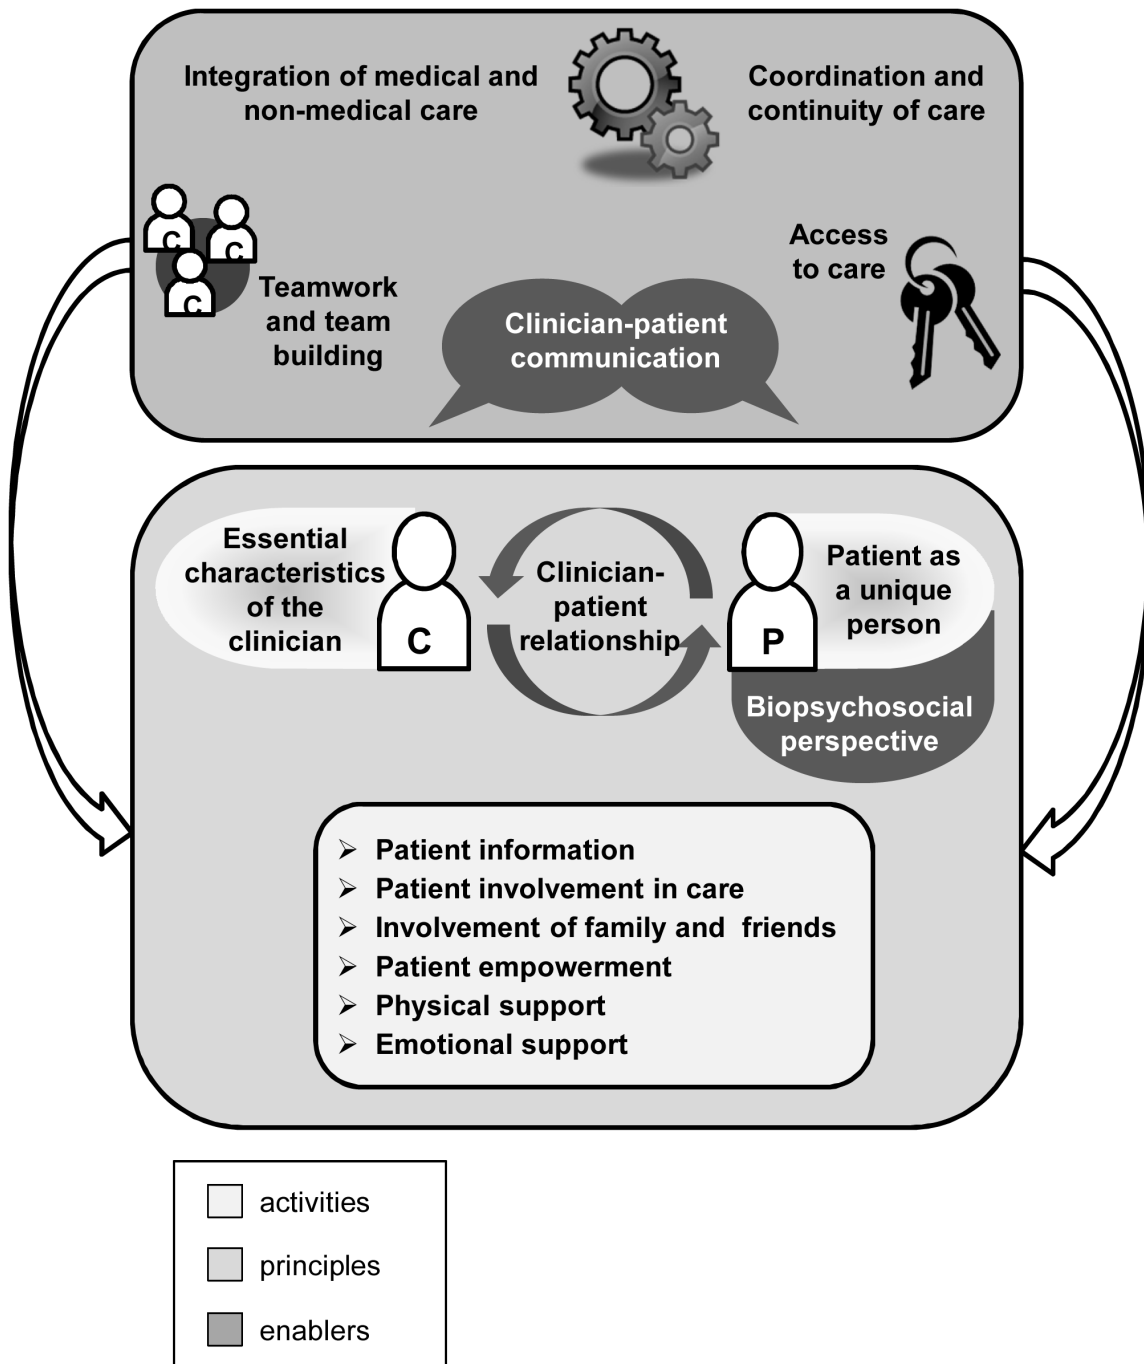 Integration of medical and
non-medical care
Coordination and
continuity of care
C
C
C
Teamwork
and team
building
Access
to care
Clinician-patient
communication
Essential
characteristics
of the
clinician
C
Clinician-
patient
relationship
P
Patient as
a unique
person
Biopsychosocial
perspective
➢ Patient information
➢ Patient involvement in care
➢ Involvement of family and  friends
➢ Patient empowerment
➢ Physical support
➢ Emotional support
activities
principles
enablers